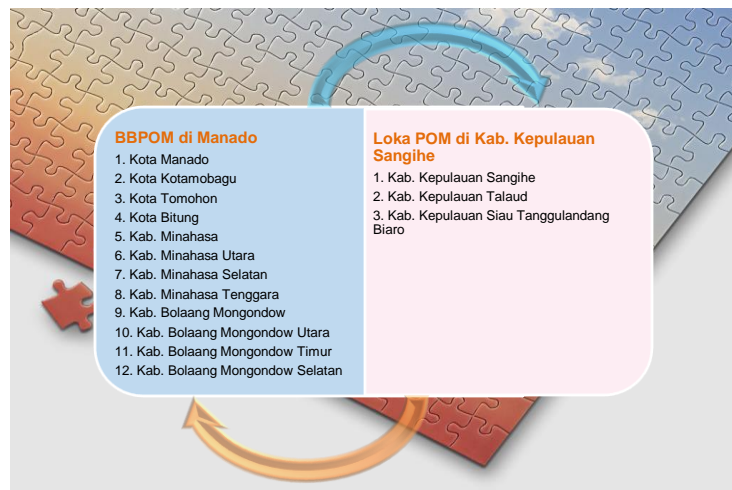 BBPOM di Manado
1. Kota Manado
2. Kota Kotamobagu
3. Kota Tomohon
4. Kota Bitung
5. Kab. Minahasa
6. Kab. Minahasa Utara
7. Kab. Minahasa Selatan
8. Kab. Minahasa Tenggara
9. Kab. Bolaang Mongondow
10. Kab. Bolaang Mongondow Utara
11. Kab. Bolaang Mongondow Timur
12. Kab. Bolaang Mongondow Selatan
Loka POM di Kab. Kepulauan
Sangihe
1. Kab. Kepulauan Sangihe
2. Kab. Kepulauan Talaud
3. Kab. Kepulauan Siau Tanggulandang
Biaro